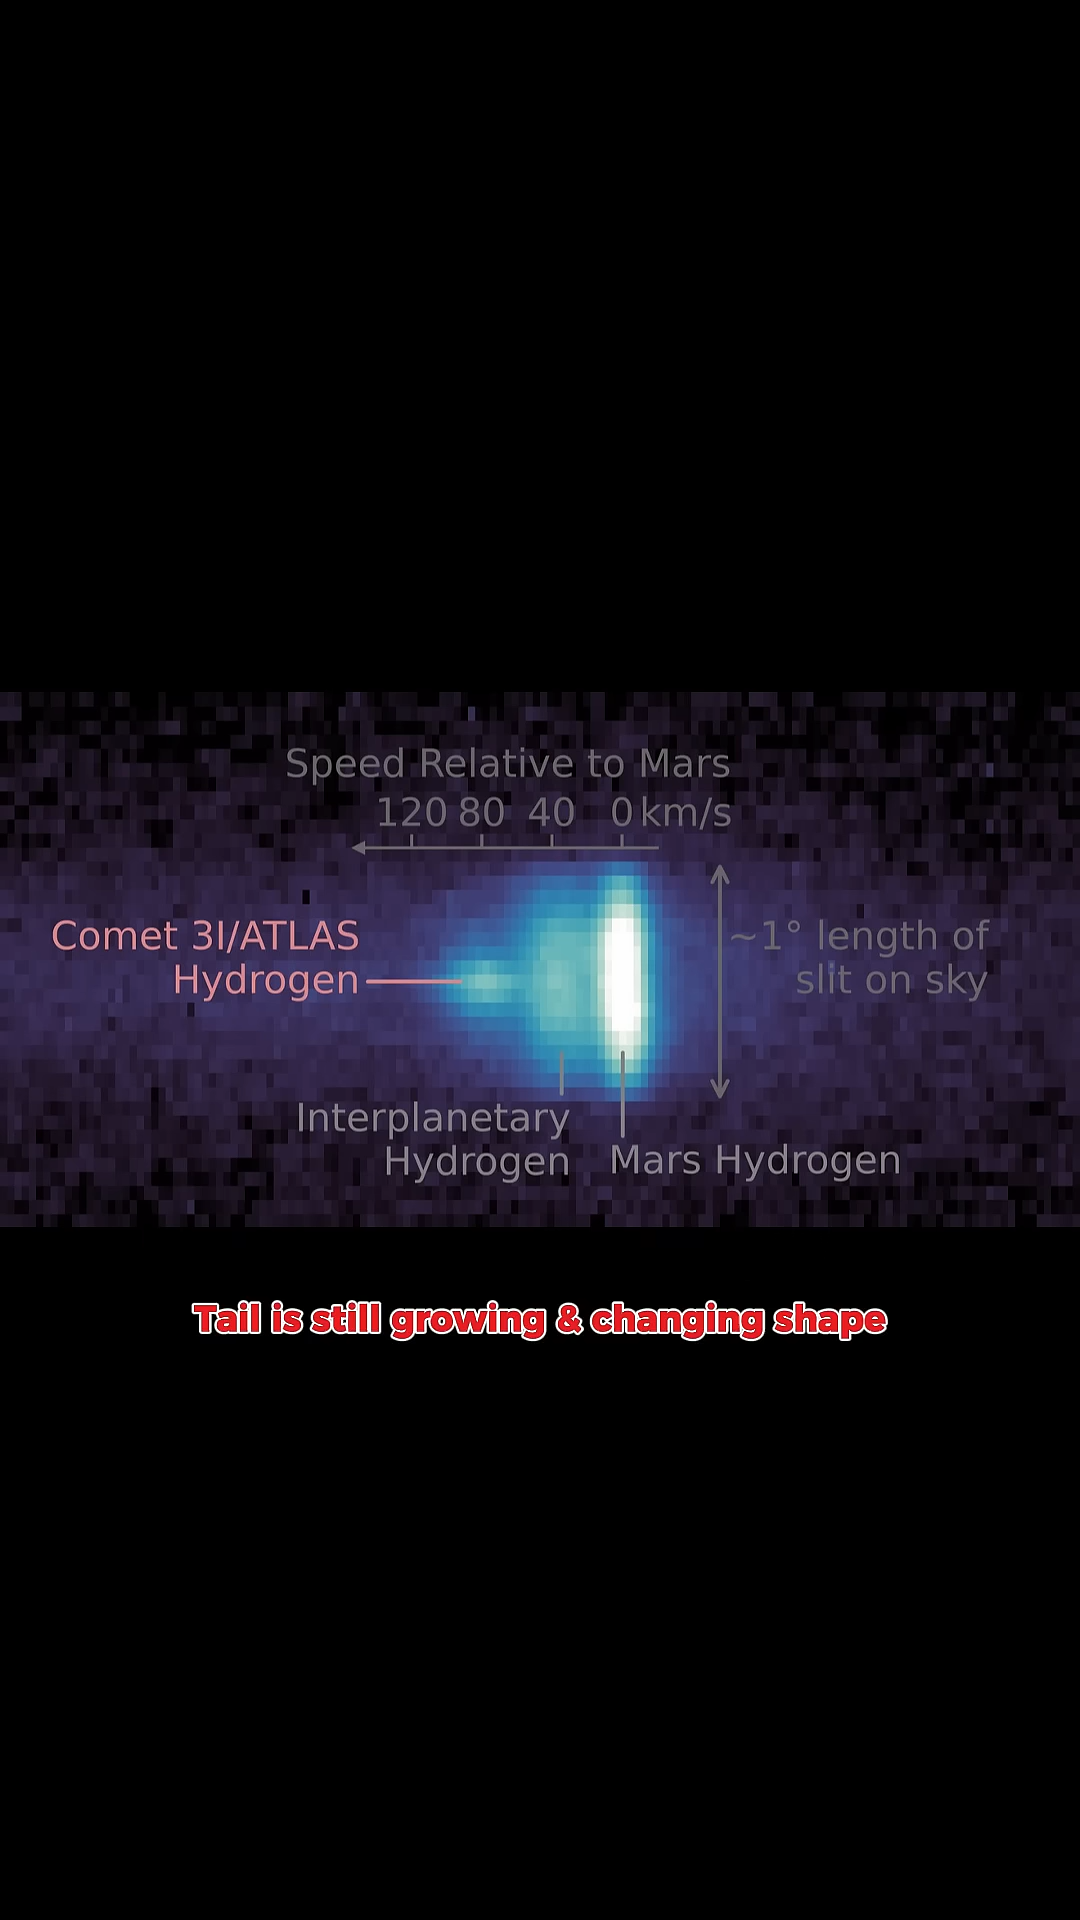 Speed Relative to Mars
120 80 40 0 km/s
Comet 3I/ATLAS
Hydrogen
~1° length of
slit on sky
Interplanetary
Hydrogen
Mars Hydrogen
Tail is still growing & changing shape